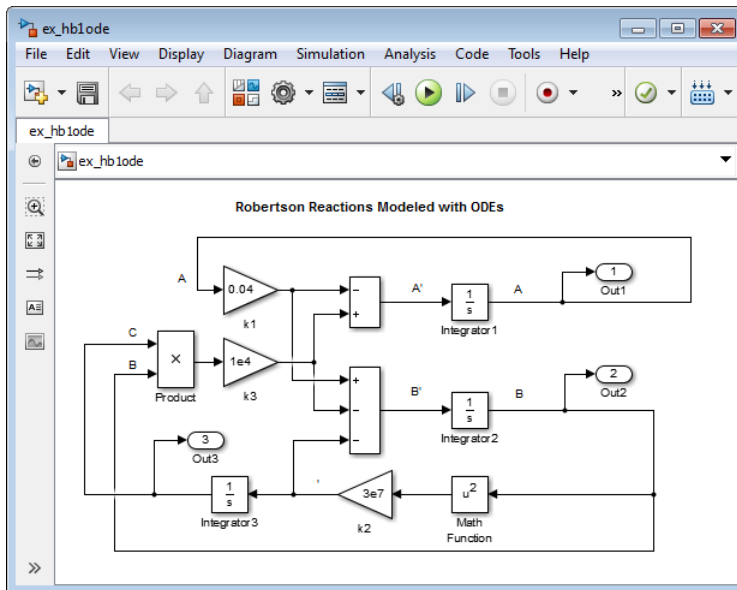 ex_hb1ode
File Edit View Display Diagram Simulation Analysis Code Tools Help
»
ex_hb1ode
ex_hb1ode
Robertson Reactions Modeled with ODEs
A
0.04
k1
−
+
A'
1
s
Integrator1
A
1
Out1
C
B
×
Product
1e4
k3
+
−
−
B'
1
s
Integrator2
B
2
Out2
3
Out3
1
s
Integrator3
'
3e7
k2
u²
Math
Function
»